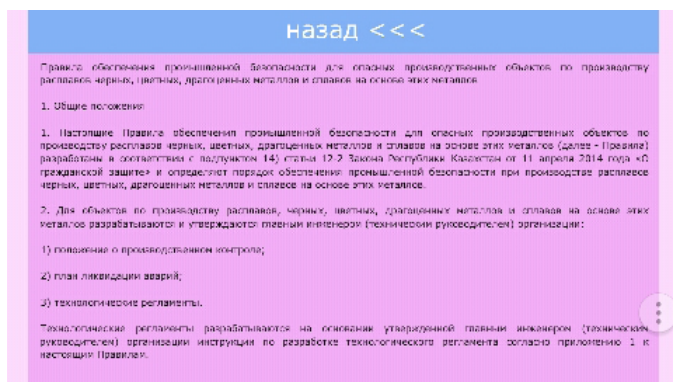 назад <<<
Правила обеспечения промышленной безопасности для опасных производственных объектов по производству
расплавов черных, цветных, драгоценных металлов и сплавов на основе этих металлов
1. Общие положения
1. Настоящие Правила обеспечения промышленной безопасности для опасных производственных объектов по
производству расплавов черных, цветных, драгоценных металлов и сплавов на основе этих металлов (далее - Правила)
разработаны в соответствии с подпунктом 14) статьи 12-2 Закона Республики Казахстан от 11 апреля 2014 года «О
гражданской защите» и определяют порядок обеспечения промышленной безопасности при производстве расплавов
черных, цветных, драгоценных металлов и сплавов на основе этих металлов.
2. Для объектов по производству расплавов, черных, цветных, драгоценных металлов и сплавов на основе этих
металлов разрабатываются и утверждаются главным инженером (техническим руководителем) организации:
1) положение о производственном контроле;
2) план ликвидации аварий;
3) технологические регламенты.
Технологические регламенты разрабатываются на основании утвержденной главным инженером (техническим
руководителем) организации инструкции по разработке технологического регламента согласно приложению 1 к
настоящим Правилам.